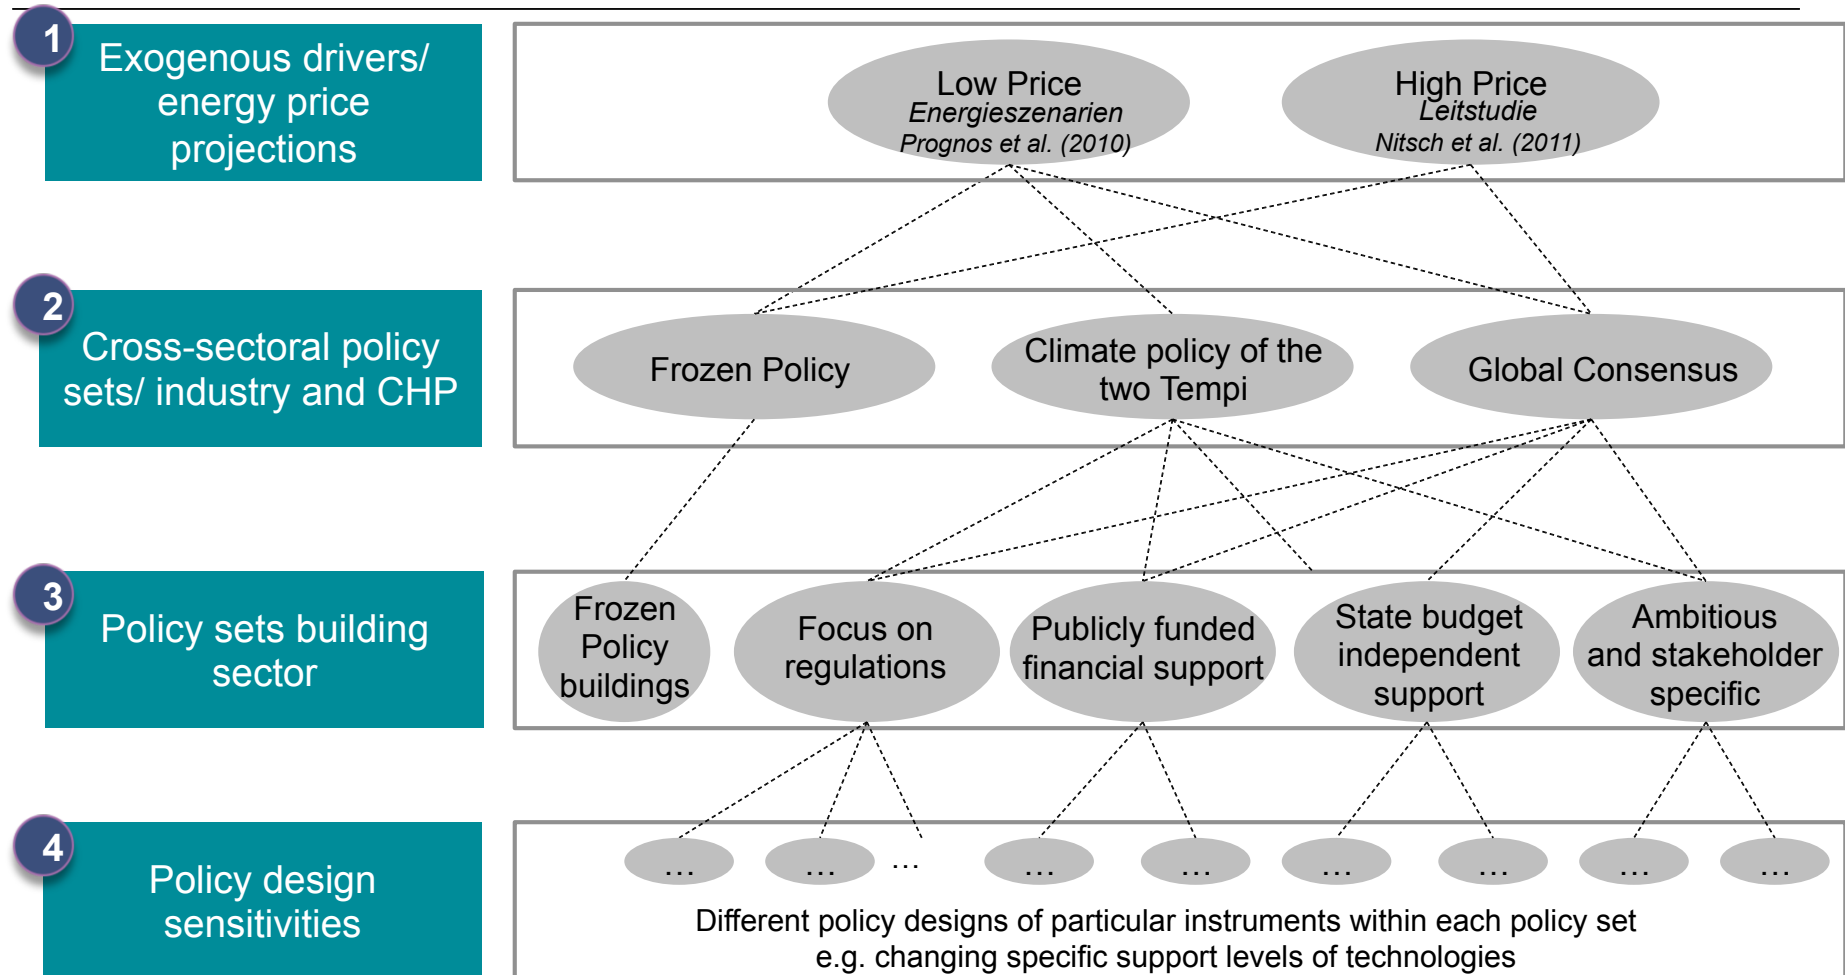 1
Exogenous drivers/
energy price
projections
Low Price
Energieszenarien
Prognos et al. (2010)
High Price
Leitstudie
Nitsch et al. (2011)
2
Cross-sectoral policy
sets/ industry and CHP
Frozen Policy
Climate policy of the
two Tempi
Global Consensus
3
Policy sets building
sector
Frozen
Policy
buildings
Focus on
regulations
Publicly funded
financial support
State budget
independent
support
Ambitious
and stakeholder
specific
4
Policy design
sensitivities
... ... ... ... ... ... ... ... ...
Different policy designs of particular instruments within each policy set
e.g. changing specific support levels of technologies